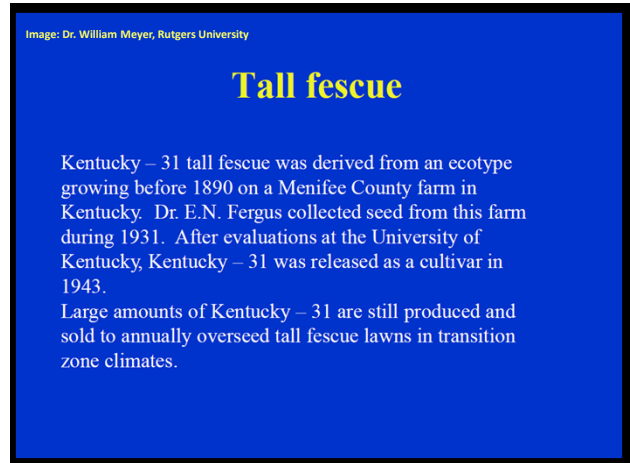 Image: Dr. William Meyer, Rutgers University
Tall fescue
Kentucky – 31 tall fescue was derived from an ecotype
growing before 1890 on a Menifee County farm in
Kentucky.  Dr. E.N. Fergus collected seed from this farm
during 1931.  After evaluations at the University of
Kentucky, Kentucky – 31 was released as a cultivar in
1943.
Large amounts of Kentucky – 31 are still produced and
sold to annually overseed tall fescue lawns in transition
zone climates.